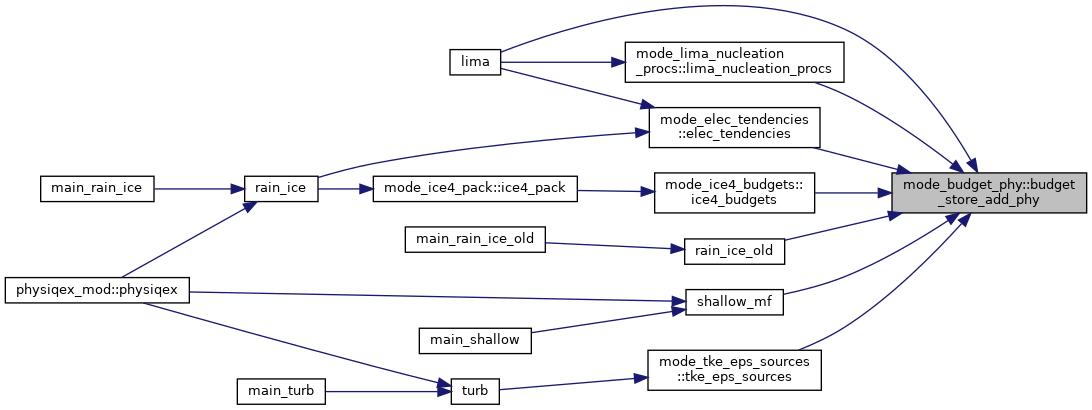 lima
mode_lima_nucleation
_procs::lima_nucleation_procs
mode_elec_tendencies
::elec_tendencies
main_rain_ice
rain_ice
mode_ice4_pack::ice4_pack
mode_ice4_budgets::
ice4_budgets
mode_budget_phy::budget
_store_add_phy
main_rain_ice_old
rain_ice_old
physiqex_mod::physiqex
shallow_mf
main_shallow
mode_tke_eps_sources
::tke_eps_sources
main_turb
turb